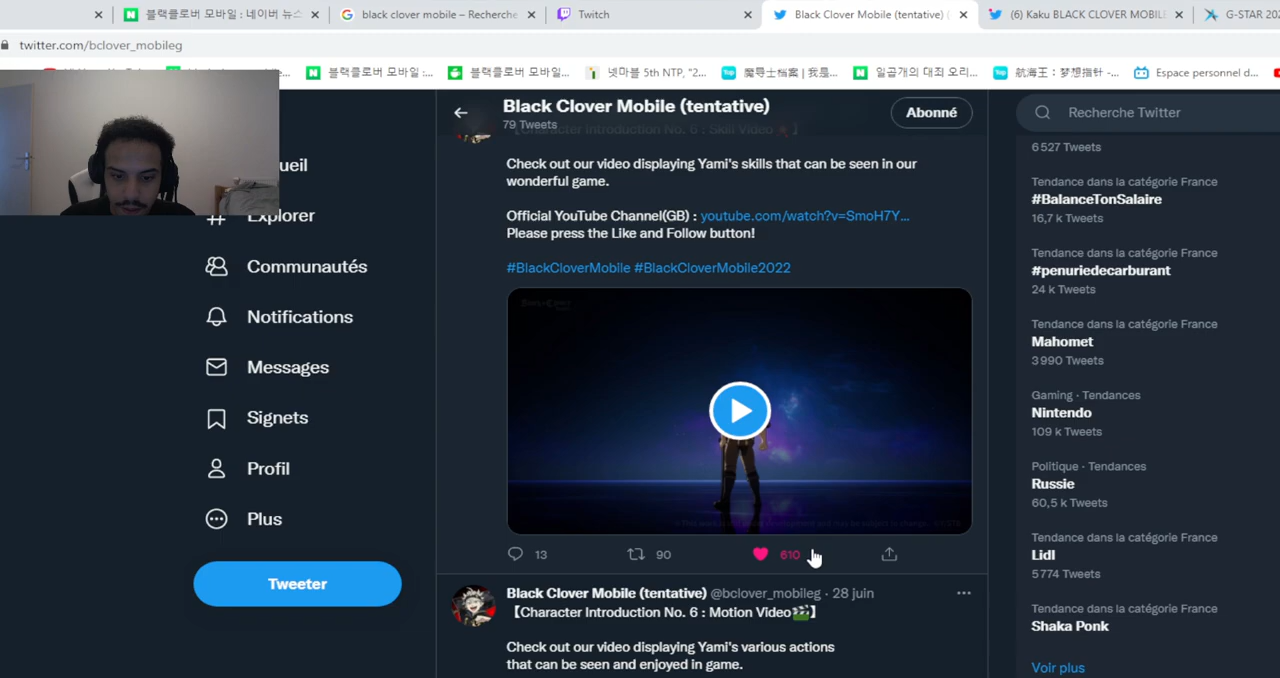 블랙클로버 모바일 : 네이버 뉴스
black clover mobile – Recherche
Twitch
Black Clover Mobile (tentative)
(6) Kaku BLACK CLOVER MOBILE
G-STAR
twitter.com/bclover_mobileg
블랙클로버 모바일 :...
블랙클로버 모바일...
넷마블 5th NTP, "2...
魔导士档案 | 我是...
일곱개의 대죄 오리...
航海王：梦想指针 -...
Espace personnel d...
Black Clover Mobile (tentative)
79 Tweets
Abonné
Recherche Twitter
【Character Introduction No. 6 : Skill Video】
Check out our video displaying Yami's skills that can be seen in our
wonderful game.
Official YouTube Channel(GB) : youtube.com/watch?v=SmoH7Y...
Please press the Like and Follow button!
#BlackCloverMobile #BlackCloverMobile2022
13
90
610
Black Clover Mobile (tentative) @bclover_mobileg · 28 juin
【Character Introduction No. 6 : Motion Video🎬】
Check out our video displaying Yami's various actions
that can be seen and enjoyed in game.
Explorer
Communautés
Notifications
Messages
Signets
Profil
Plus
Tweeter
6 527 Tweets
Tendance dans la catégorie France
#BalanceTonSalaire
16,7 k Tweets
Tendance dans la catégorie France
#penuriedecarburant
24 k Tweets
Tendance dans la catégorie France
Mahomet
3 990 Tweets
Gaming · Tendances
Nintendo
109 k Tweets
Politique · Tendances
Russie
60,5 k Tweets
Tendance dans la catégorie France
Lidl
5 774 Tweets
Tendance dans la catégorie France
Shaka Ponk
Voir plus